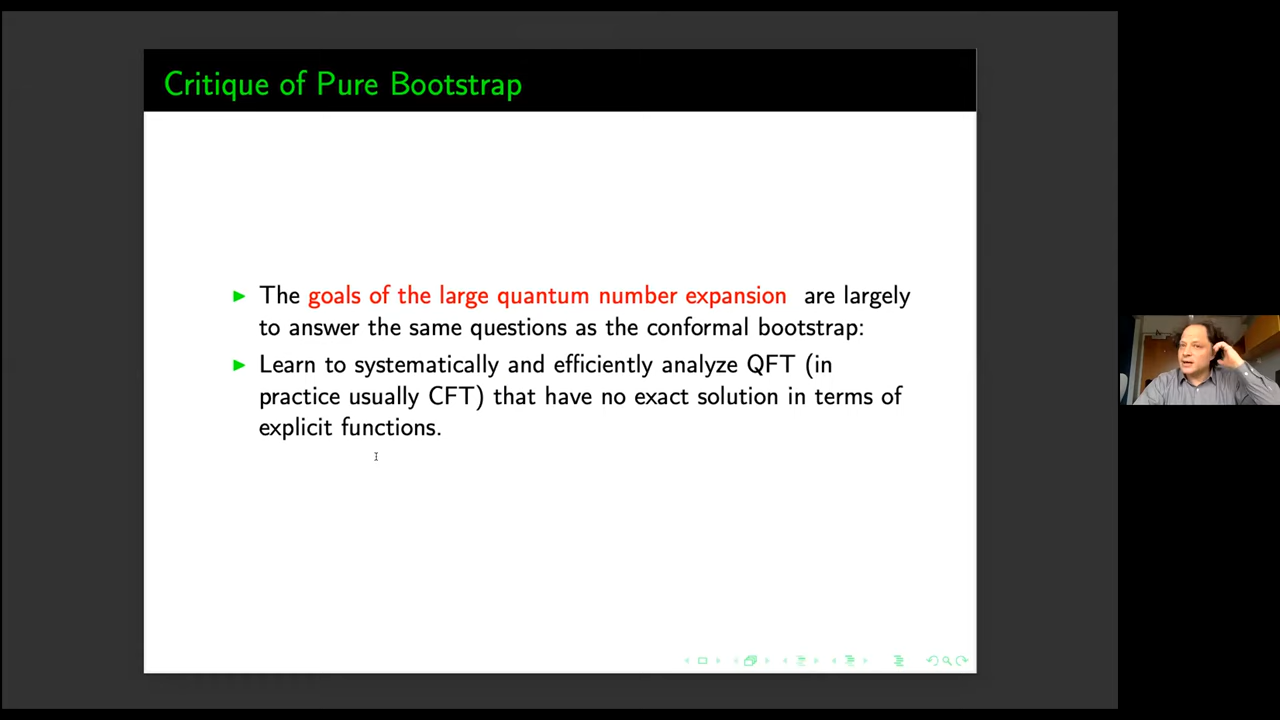 Critique of Pure Bootstrap
The goals of the large quantum number expansion are largely
to answer the same questions as the conformal bootstrap:
Learn to systematically and efficiently analyze QFT (in
practice usually CFT) that have no exact solution in terms of
explicit functions.